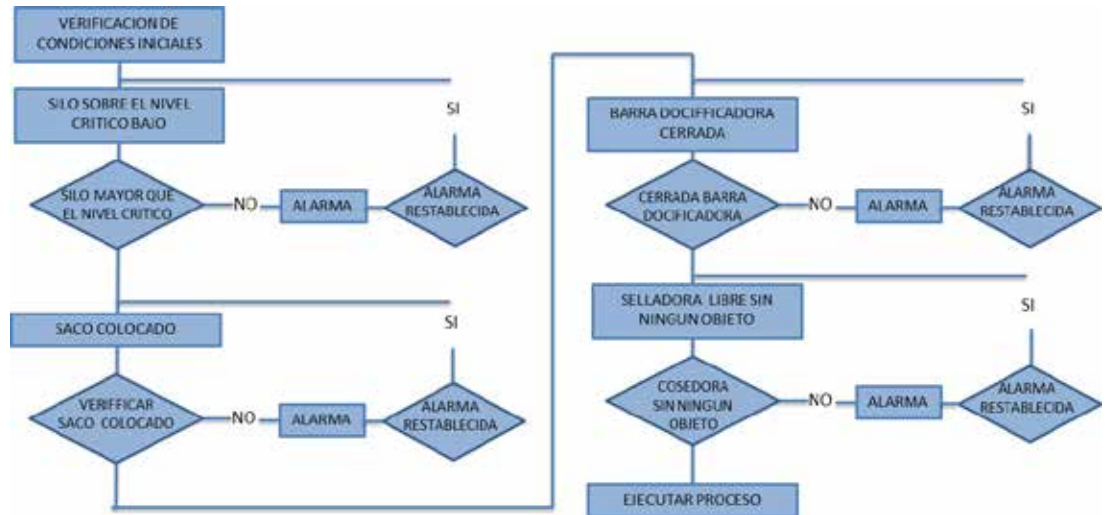 VERIFICACION DE
CONDICIONES INICIALES
SILO SOBRE EL NIVEL
CRITICO BAJO
SI
SILO MAYOR QUE
EL NIVEL CRITICO
NO
ALARMA
ALARMA
RESTABLECIDA
SACO COLOCADO
SI
VERIFFICAR
SACO COLOCADO
NO
ALARMA
ALARMA
RESTABLECIDA
BARRA DOCIFFICADORA
CERRADA
SI
CERRADA BARRA
DOCIFICADORA
NO
ALARMA
ALARMA
RESTABLECIDA
SELLADORA LIBRE SIN
NINGUN OBJETO
SI
COSEDORA
SIN NINGUN
OBJETO
NO
ALARMA
ALARMA
RESTABLECIDA
EJECUTAR PROCESO